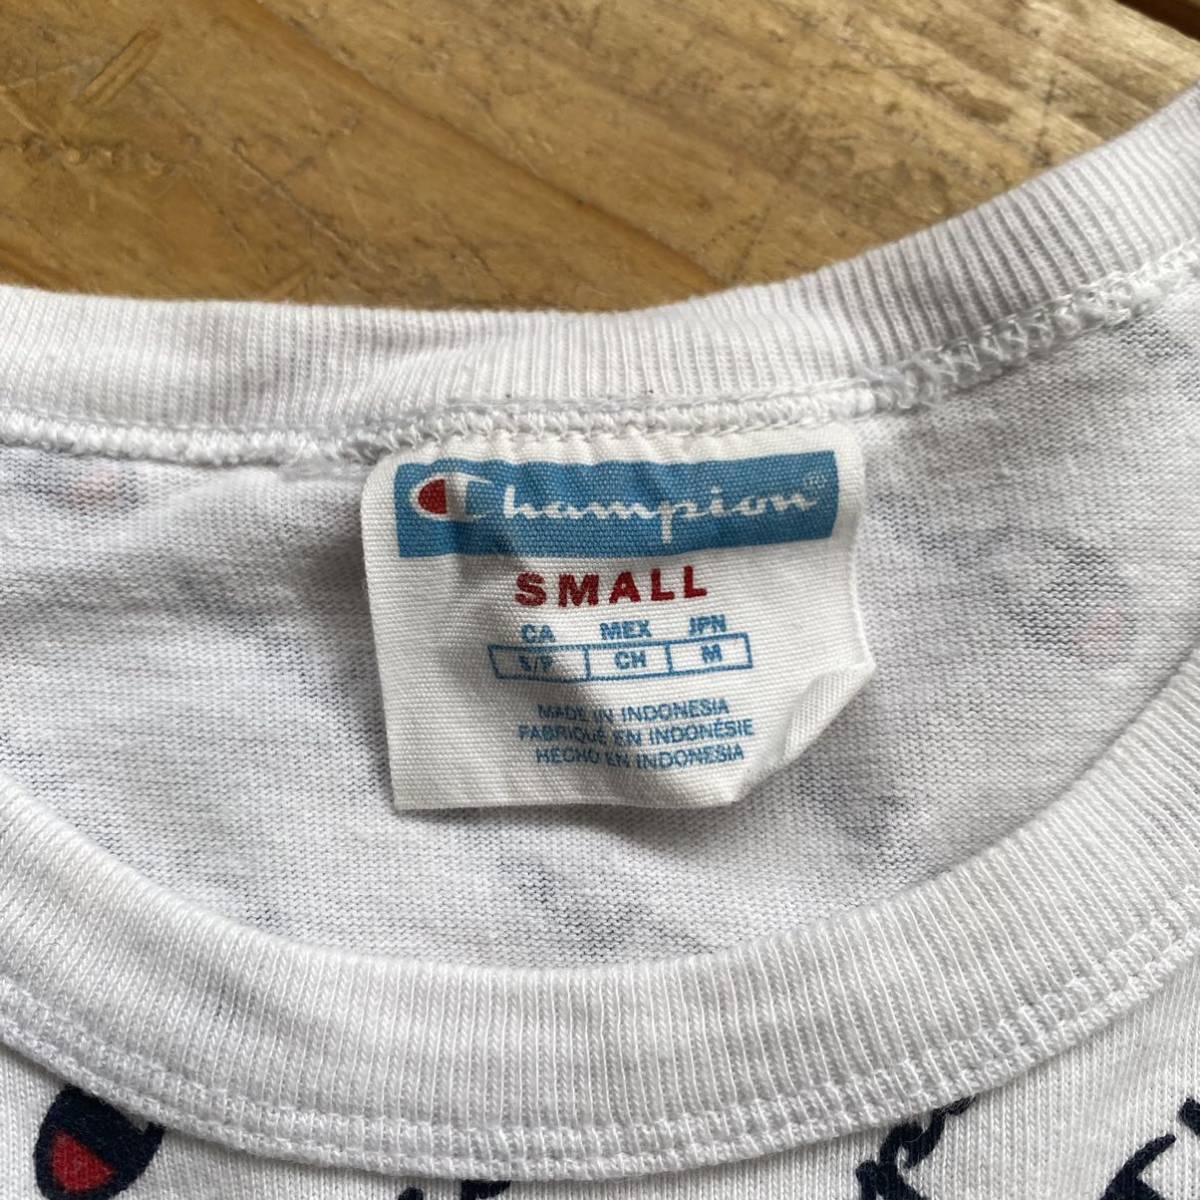 Champion®
SMALL
CA MEX JPN
S/P CH M
MADE IN INDONESIA
FABRIQUÉ EN INDONÉSIE
HECHO EN INDONESIA